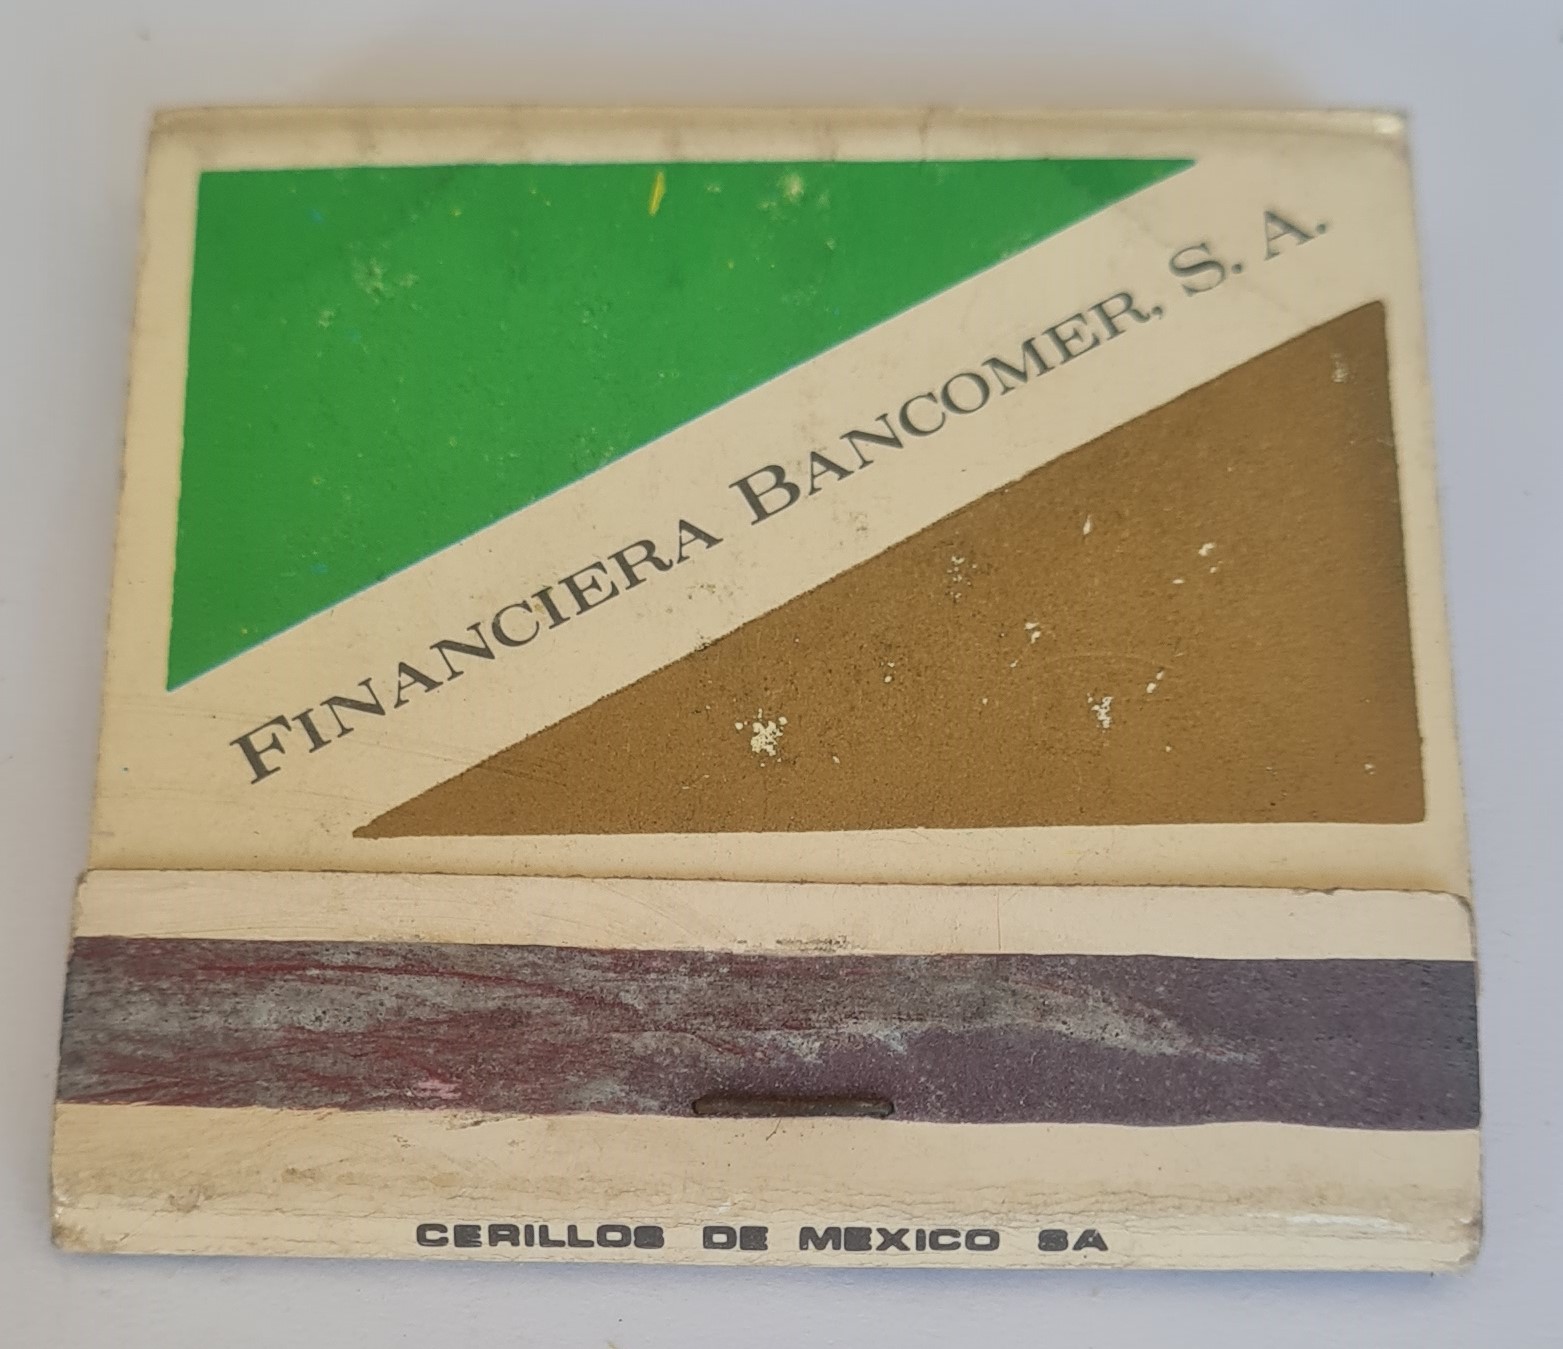 FINANCIERA BANCOMER, S. A.
CERILLOS DE MEXICO SA